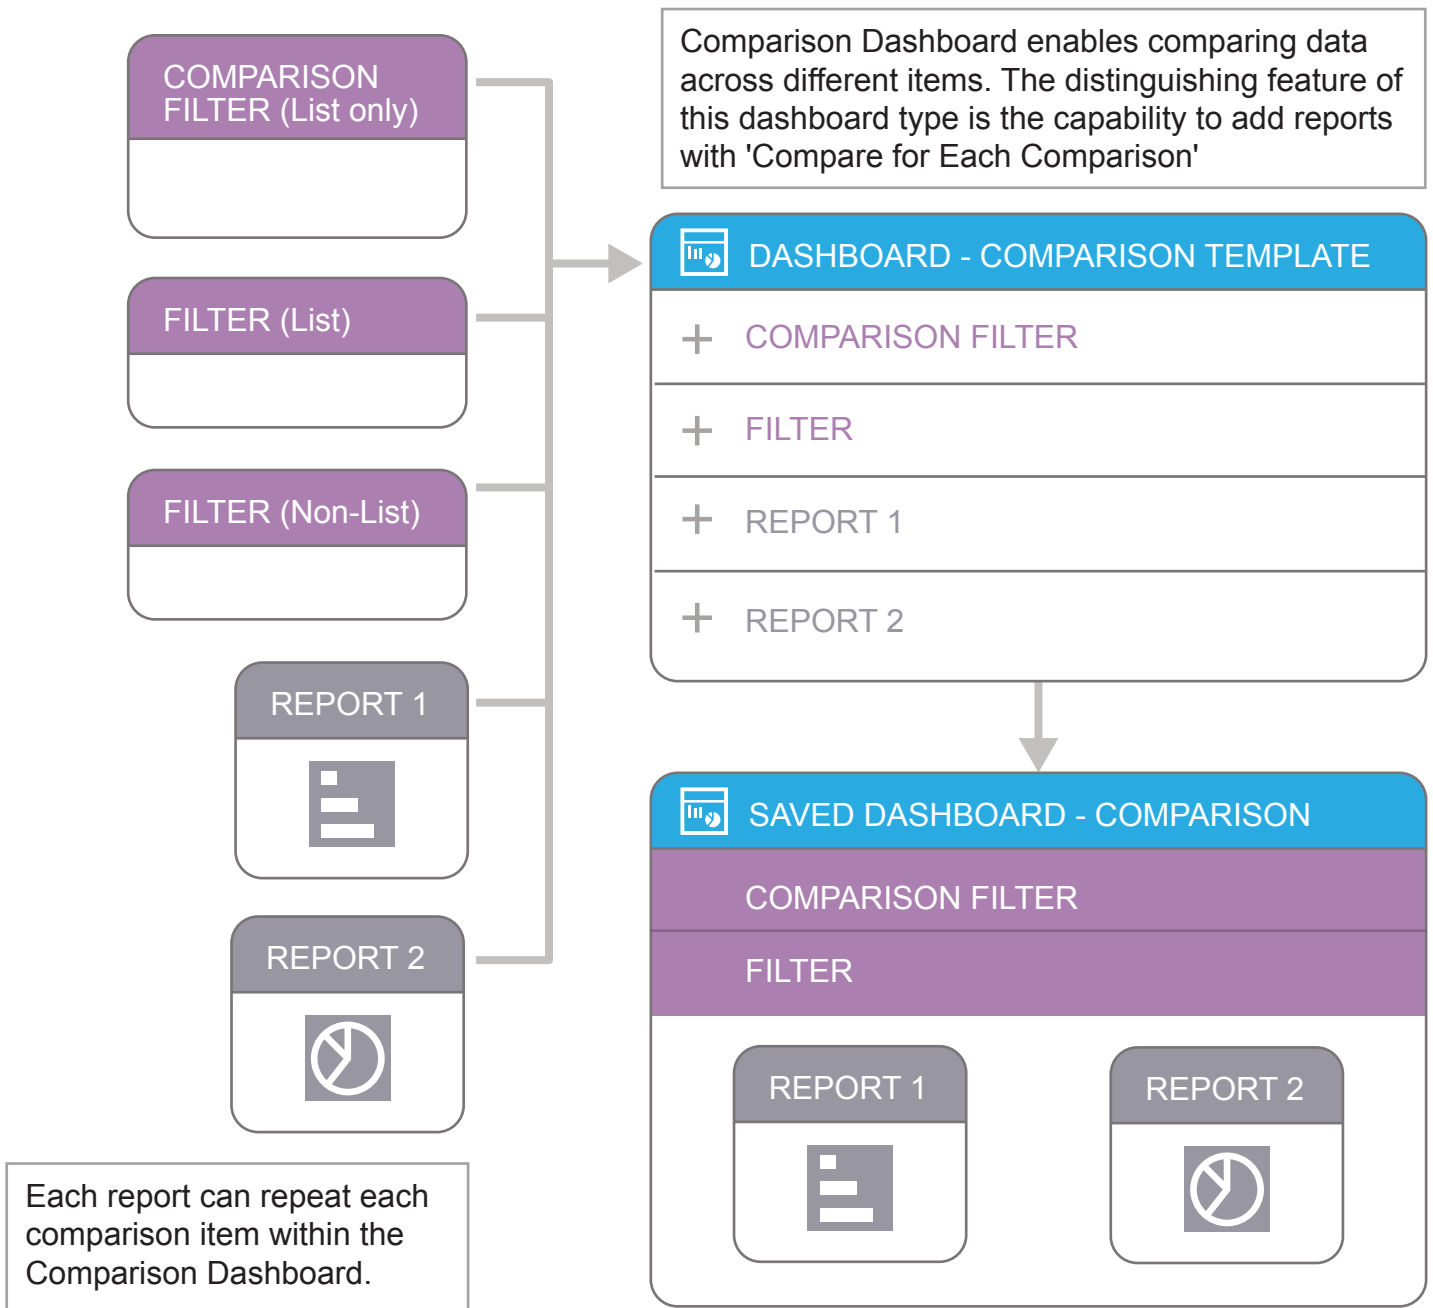 COMPARISON
FILTER (List only)
FILTER (List)
FILTER (Non-List)
REPORT 1
REPORT 2
Each report can repeat each
comparison item within the
Comparison Dashboard.
Comparison Dashboard enables comparing data
across different items. The distinguishing feature of
this dashboard type is the capability to add reports
with 'Compare for Each Comparison'
DASHBOARD - COMPARISON TEMPLATE
+ COMPARISON FILTER
+ FILTER
+ REPORT 1
+ REPORT 2
SAVED DASHBOARD - COMPARISON
COMPARISON FILTER
FILTER
REPORT 1
REPORT 2